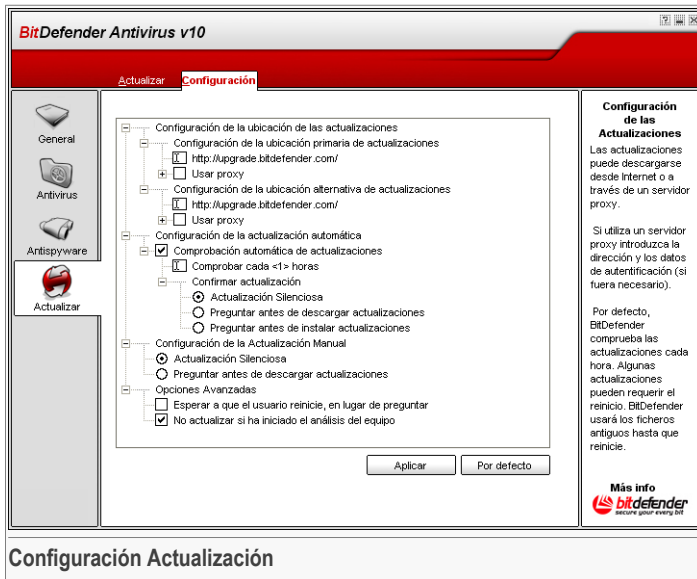 BitDefender Antivirus v10
Actualizar
Configuración
General
Antivirus
Antispyware
Actualizar
Configuración de la ubicación de las actualizaciones
Configuración de la ubicación primaria de actualizaciones
http://upgrade.bitdefender.com/
Usar proxy
Configuración de la ubicación alternativa de actualizaciones
http://upgrade.bitdefender.com/
Usar proxy
Configuración de la actualización automática
Comprobación automática de actualizaciones
Comprobar cada <1> horas
Confirmar actualización
Actualización Silenciosa
Preguntar antes de descargar actualizaciones
Preguntar antes de instalar actualizaciones
Configuración de la Actualización Manual
Actualización Silenciosa
Preguntar antes de descargar actualizaciones
Opciones Avanzadas
Esperar a que el usuario reinicie, en lugar de preguntar
No actualizar si ha iniciado el análisis del equipo
Aplicar
Por defecto
Configuración
de las
Actualizaciones
Las actualizaciones
puede descargarse
desde Internet o a
través de un servidor
proxy.
Si utiliza un servidor
proxy introduzca la
dirección y los datos
de autentificación (si
fuera necesario).
Por defecto,
BitDefender
comprueba las
actualizaciones cada
hora. Algunas
actualizaciones
pueden requerir el
reinicio. BitDefender
usará los ficheros
antiguos hasta que
reinicie.
Más info
bitdefender
secure your every bit
Configuración Actualización